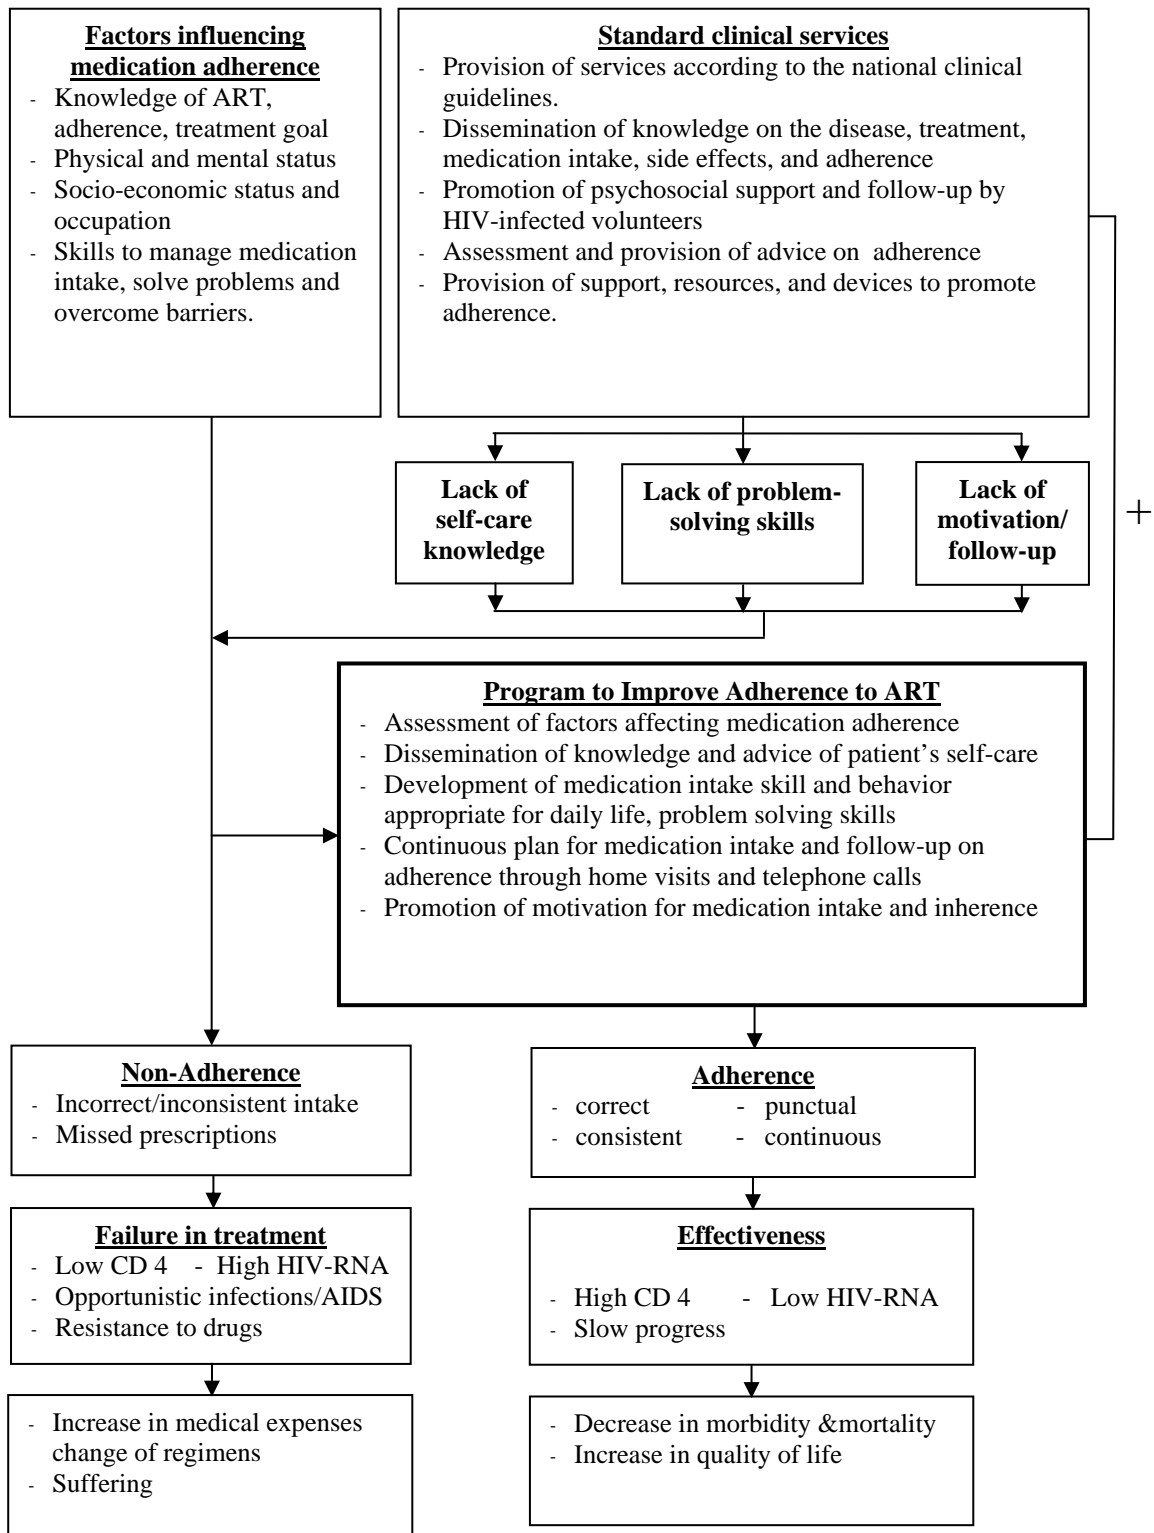 Factors influencing
medication adherence
- Knowledge of ART,
adherence, treatment goal
- Physical and mental status
- Socio-economic status and
occupation
- Skills to manage medication
intake, solve problems and
overcome barriers.
Standard clinical services
- Provision of services according to the national clinical
guidelines.
- Dissemination of knowledge on the disease, treatment,
medication intake, side effects, and adherence
- Promotion of psychosocial support and follow-up by
HIV-infected volunteers
- Assessment and provision of advice on adherence
- Provision of support, resources, and devices to promote
adherence.
Lack of
self-care
knowledge
Lack of problem-
solving skills
Lack of
motivation/
follow-up
+
Program to Improve Adherence to ART
- Assessment of factors affecting medication adherence
- Dissemination of knowledge and advice of patient’s self-care
- Development of medication intake skill and behavior
appropriate for daily life, problem solving skills
- Continuous plan for medication intake and follow-up on
adherence through home visits and telephone calls
- Promotion of motivation for medication intake and inherence
Non-Adherence
- Incorrect/inconsistent intake
- Missed prescriptions
Adherence
- correct - punctual
- consistent - continuous
Failure in treatment
- Low CD 4 - High HIV-RNA
- Opportunistic infections/AIDS
- Resistance to drugs
Effectiveness
- High CD 4 - Low HIV-RNA
- Slow progress
- Increase in medical expenses
change of regimens
- Suffering
- Decrease in morbidity &mortality
- Increase in quality of life